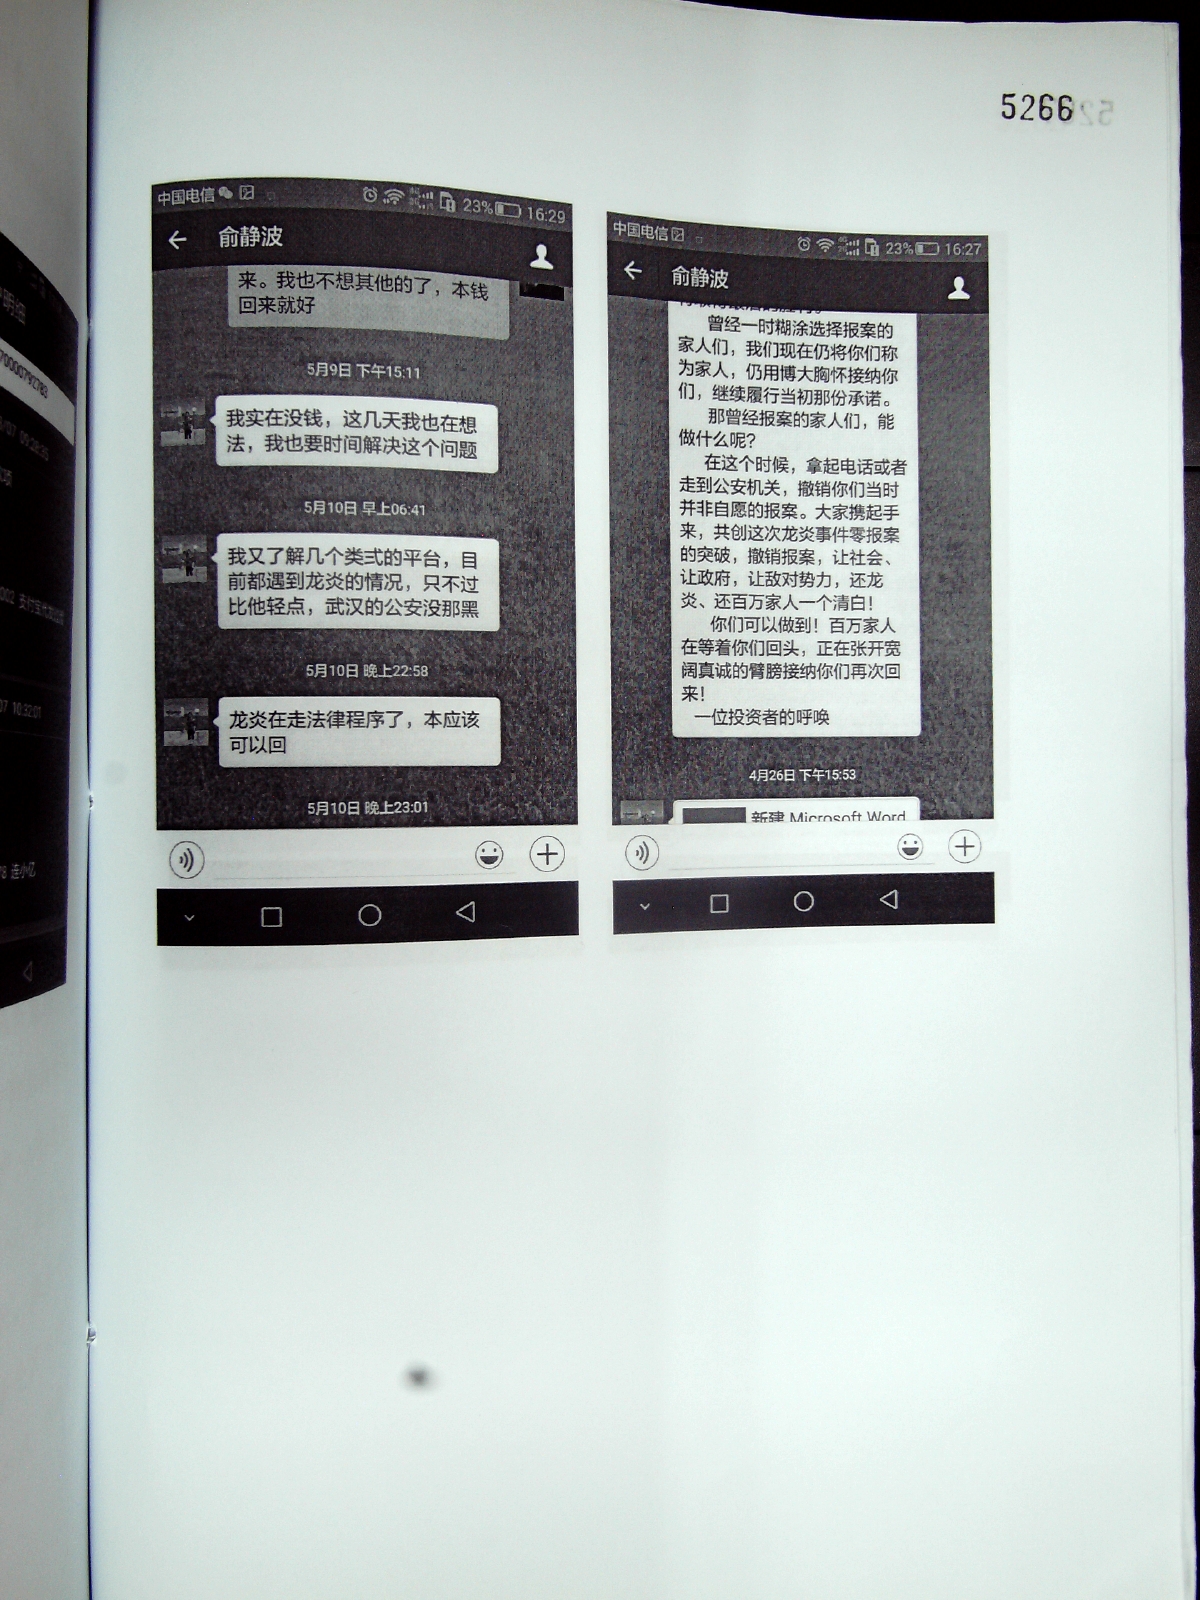 5266
中国电信
23%
16:29
俞静波
来。我也不想其他的了，本钱
回来就好
5月9日 下午15:11
我实在没钱，这几天我也在想
法，我也要时间解决这个问题
5月10日 早上06:41
我又了解几个类式的平台，目
前都遇到龙炎的情况，只不过
比他轻点，武汉的公安没那黑
5月10日 晚上22:58
龙炎在走法律程序了，本应该
可以回
5月10日 晚上23:01
中国电信
23%
16:27
俞静波
曾经一时糊涂选择报案的
家人们，我们现在仍将你们称
为家人，仍用博大胸怀接纳你
们，继续履行当初那份承诺。
那曾经报案的家人们，能
做什么呢？
在这个时候，拿起电话或者
走到公安机关，撤销你们当时
并非自愿的报案。大家携起手
来，共创这次龙炎事件零报案
的突破，撤销报案，让社会、
让政府，让敌对势力，还龙
炎、还百万家人一个清白！
你们可以做到！百万家人
在等着你们回头，正在张开宽
阔真诚的臂膀接纳你们再次回
来！
一位投资者的呼唤
4月26日 下午15:53
新建 Microsoft Word